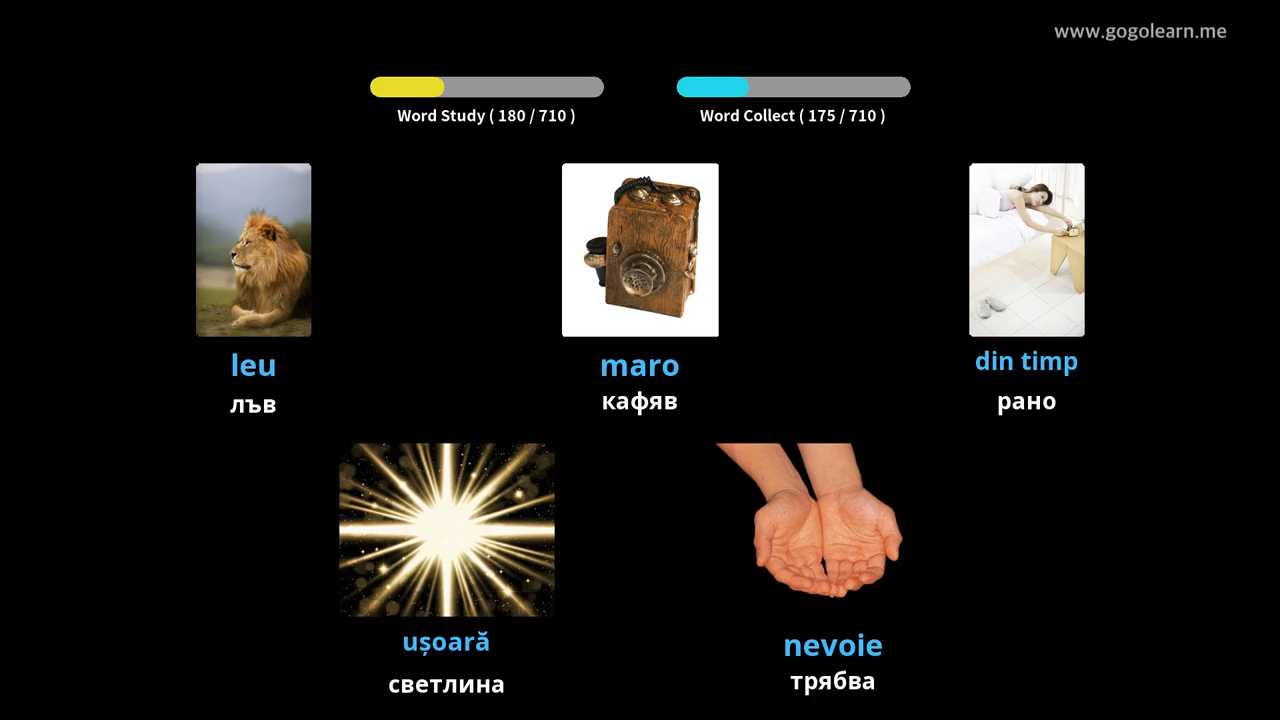 www.gogolearn.me
Word Study ( 180 / 710 )
Word Collect ( 175 / 710 )
leu
лъв
maro
кафяв
din timp
рано
ușoară
светлина
nevoie
трябва